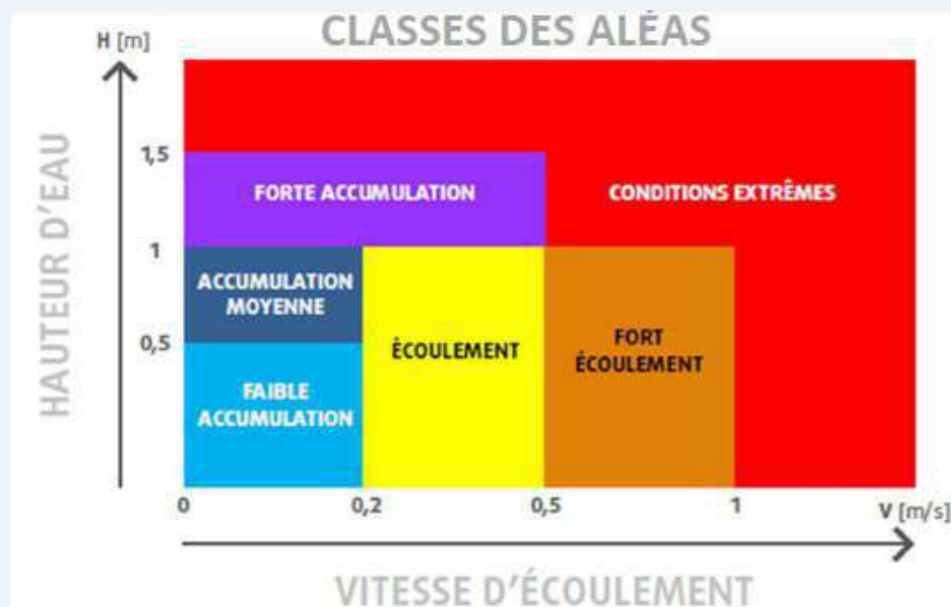 CLASSES DES ALÉAS
H [m]
HAUTEUR D'EAU
1,5
FORTE ACCUMULATION
CONDITIONS EXTRÊMES
1
ACCUMULATION
MOYENNE
0,5
ÉCOULEMENT
FORT
ÉCOULEMENT
FAIBLE
ACCUMULATION
0
0,2
0,5
1
V [m/s]
VITESSE D'ÉCOULEMENT